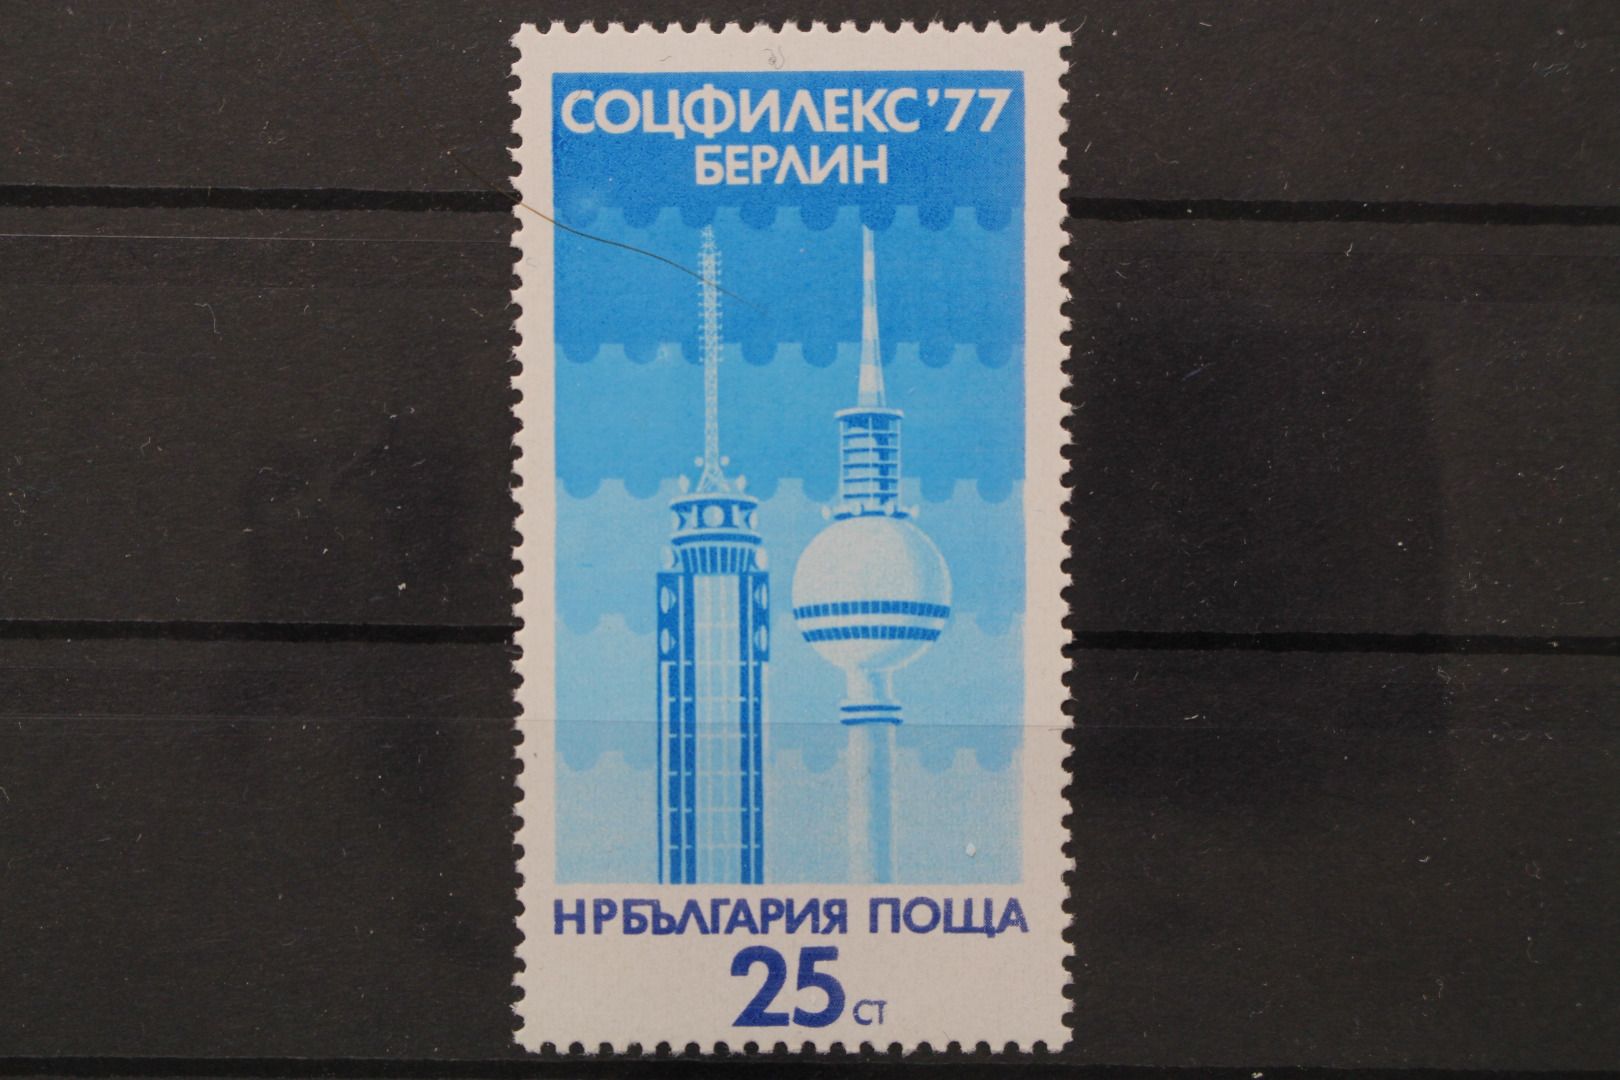 СОЦФИЛЕКС'77
БЕРЛИН
НРБЪЛГАРИЯ ПОЩА
25 СТ